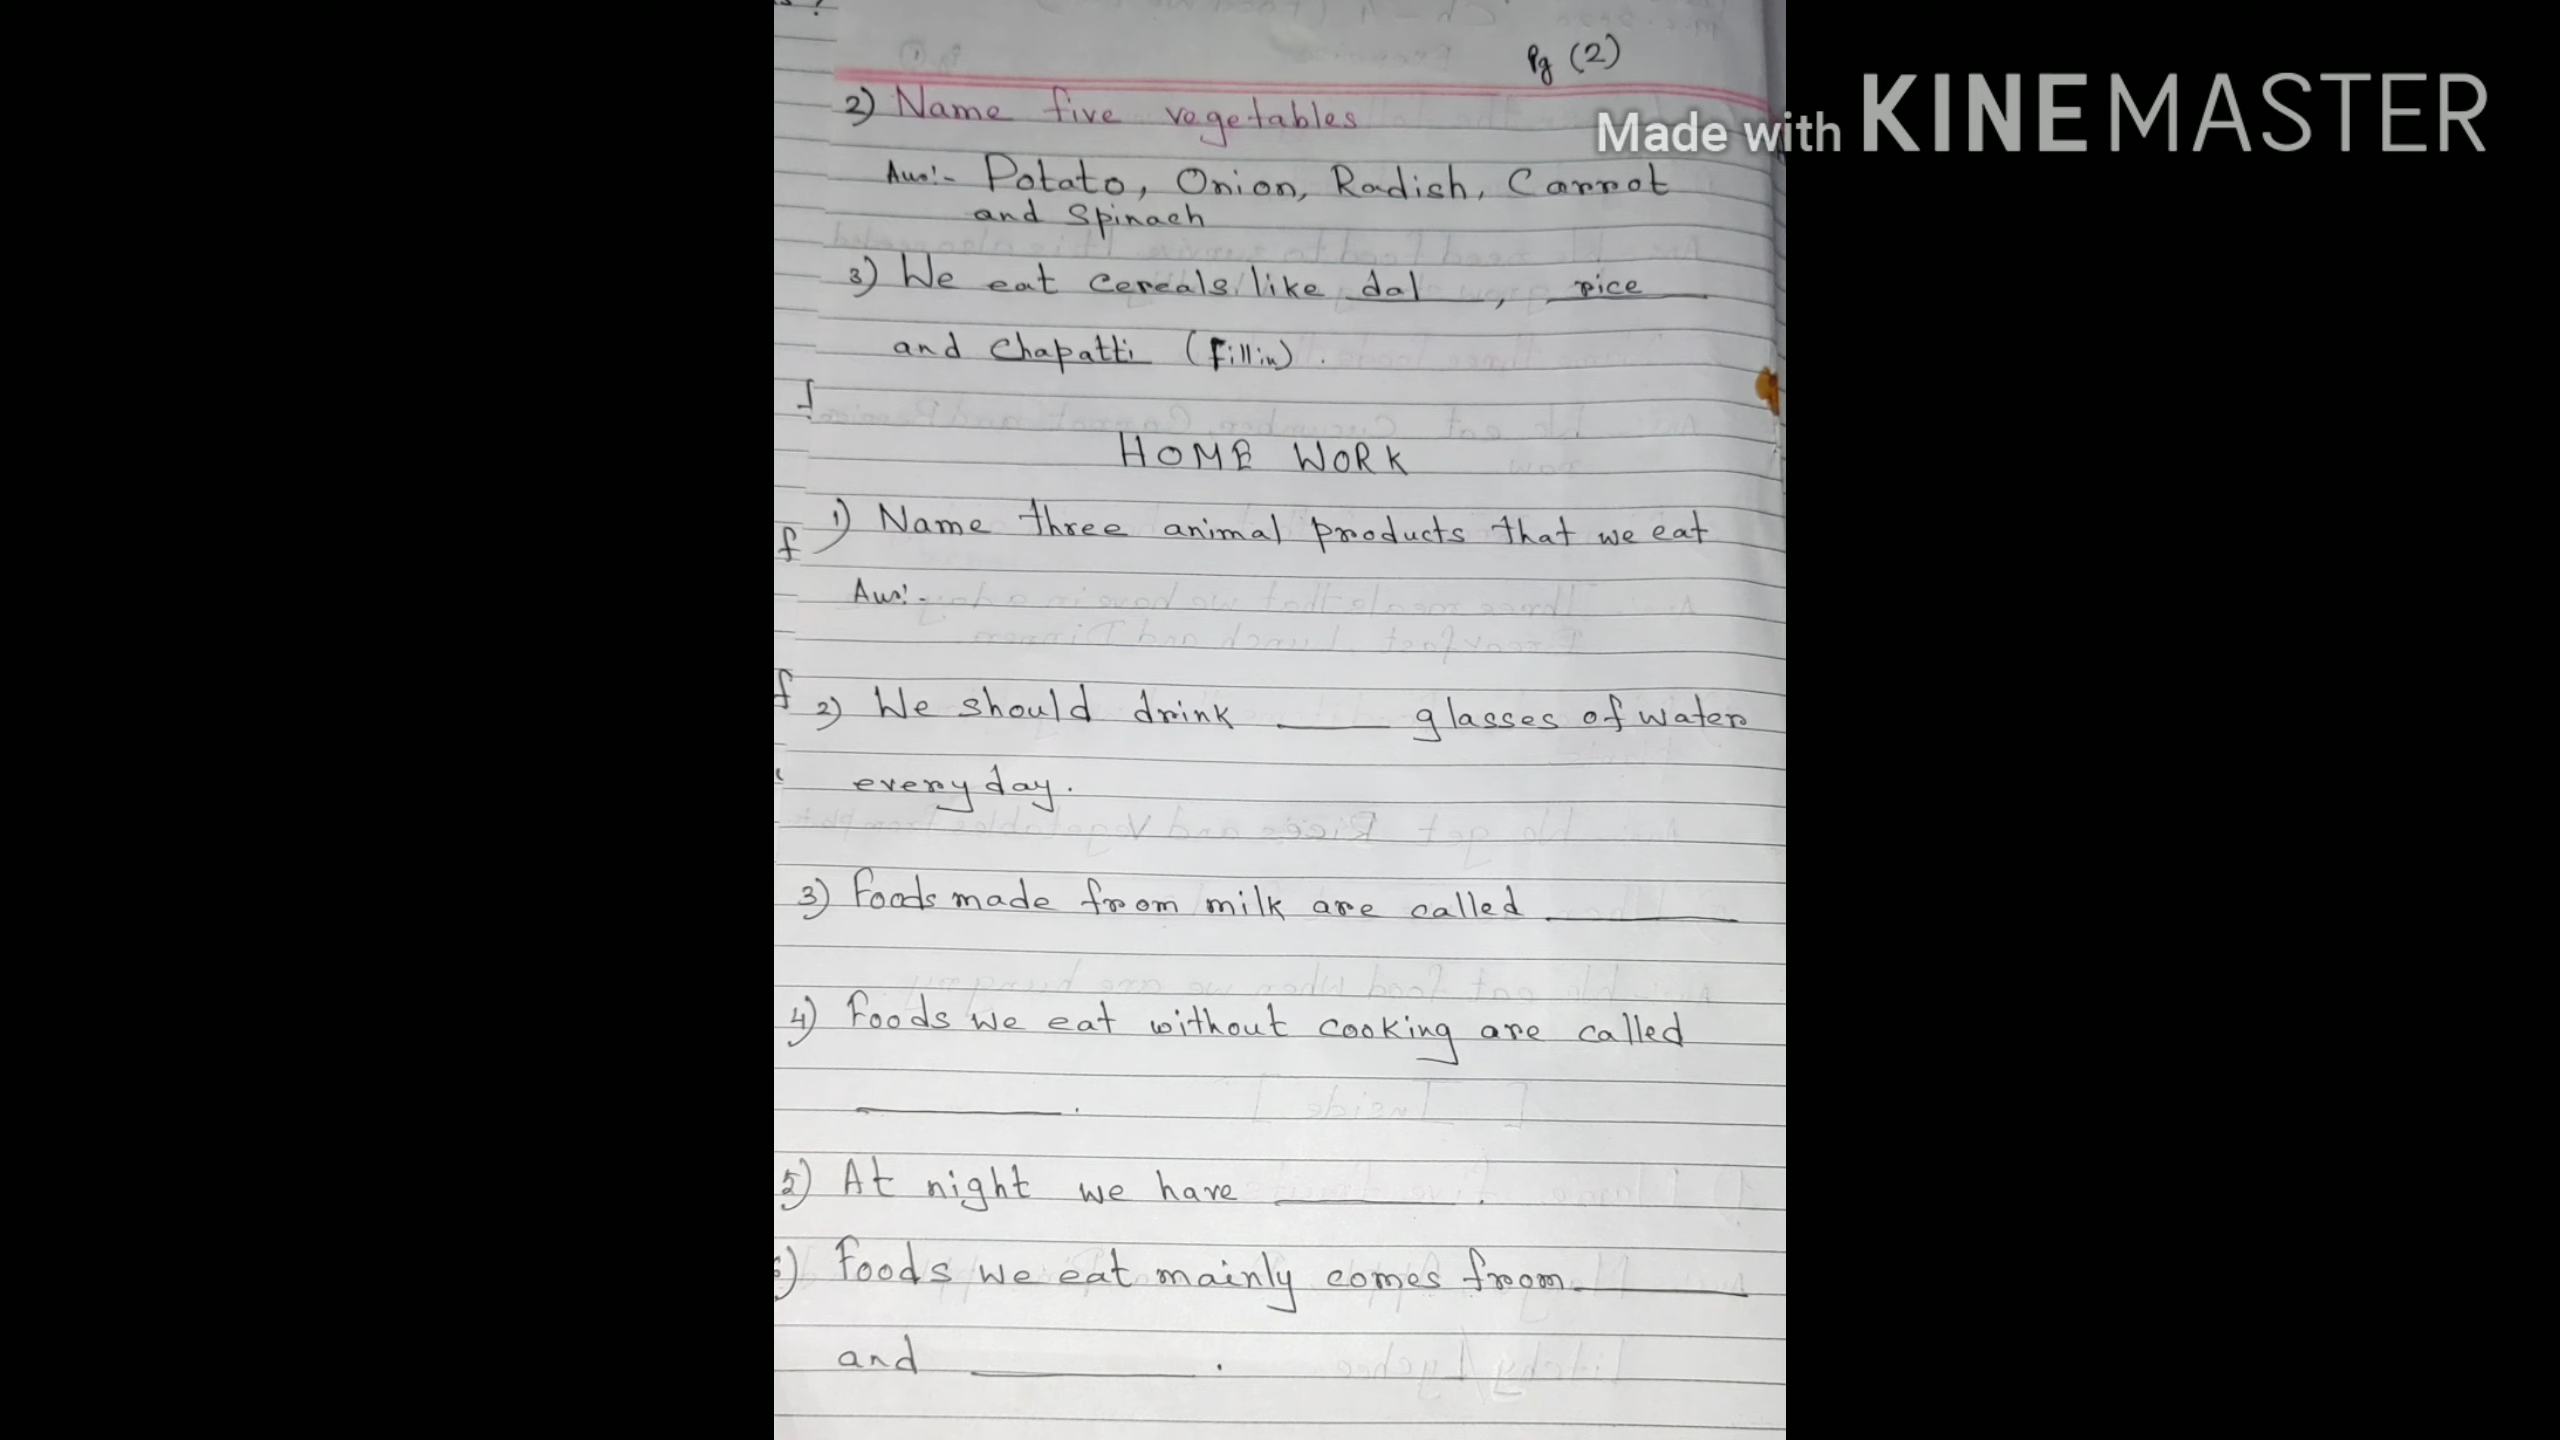 Pg (2)
Made with KINEMASTER
2) Name five vegetables
Ans:- Potato, Onion, Radish, Carrot
and Spinach
3) We eat cereals like dal, rice
and Chapatti (Fill in).
HOME WORK
1) Name three animal products that we eat
Ans:-
2) We should drink ____ glasses of water
everyday.
3) Foods made from milk are called ______
4) Foods we eat without cooking are called
______.
5) At night we have ______.
6) Foods we eat mainly comes from ______
and ______.